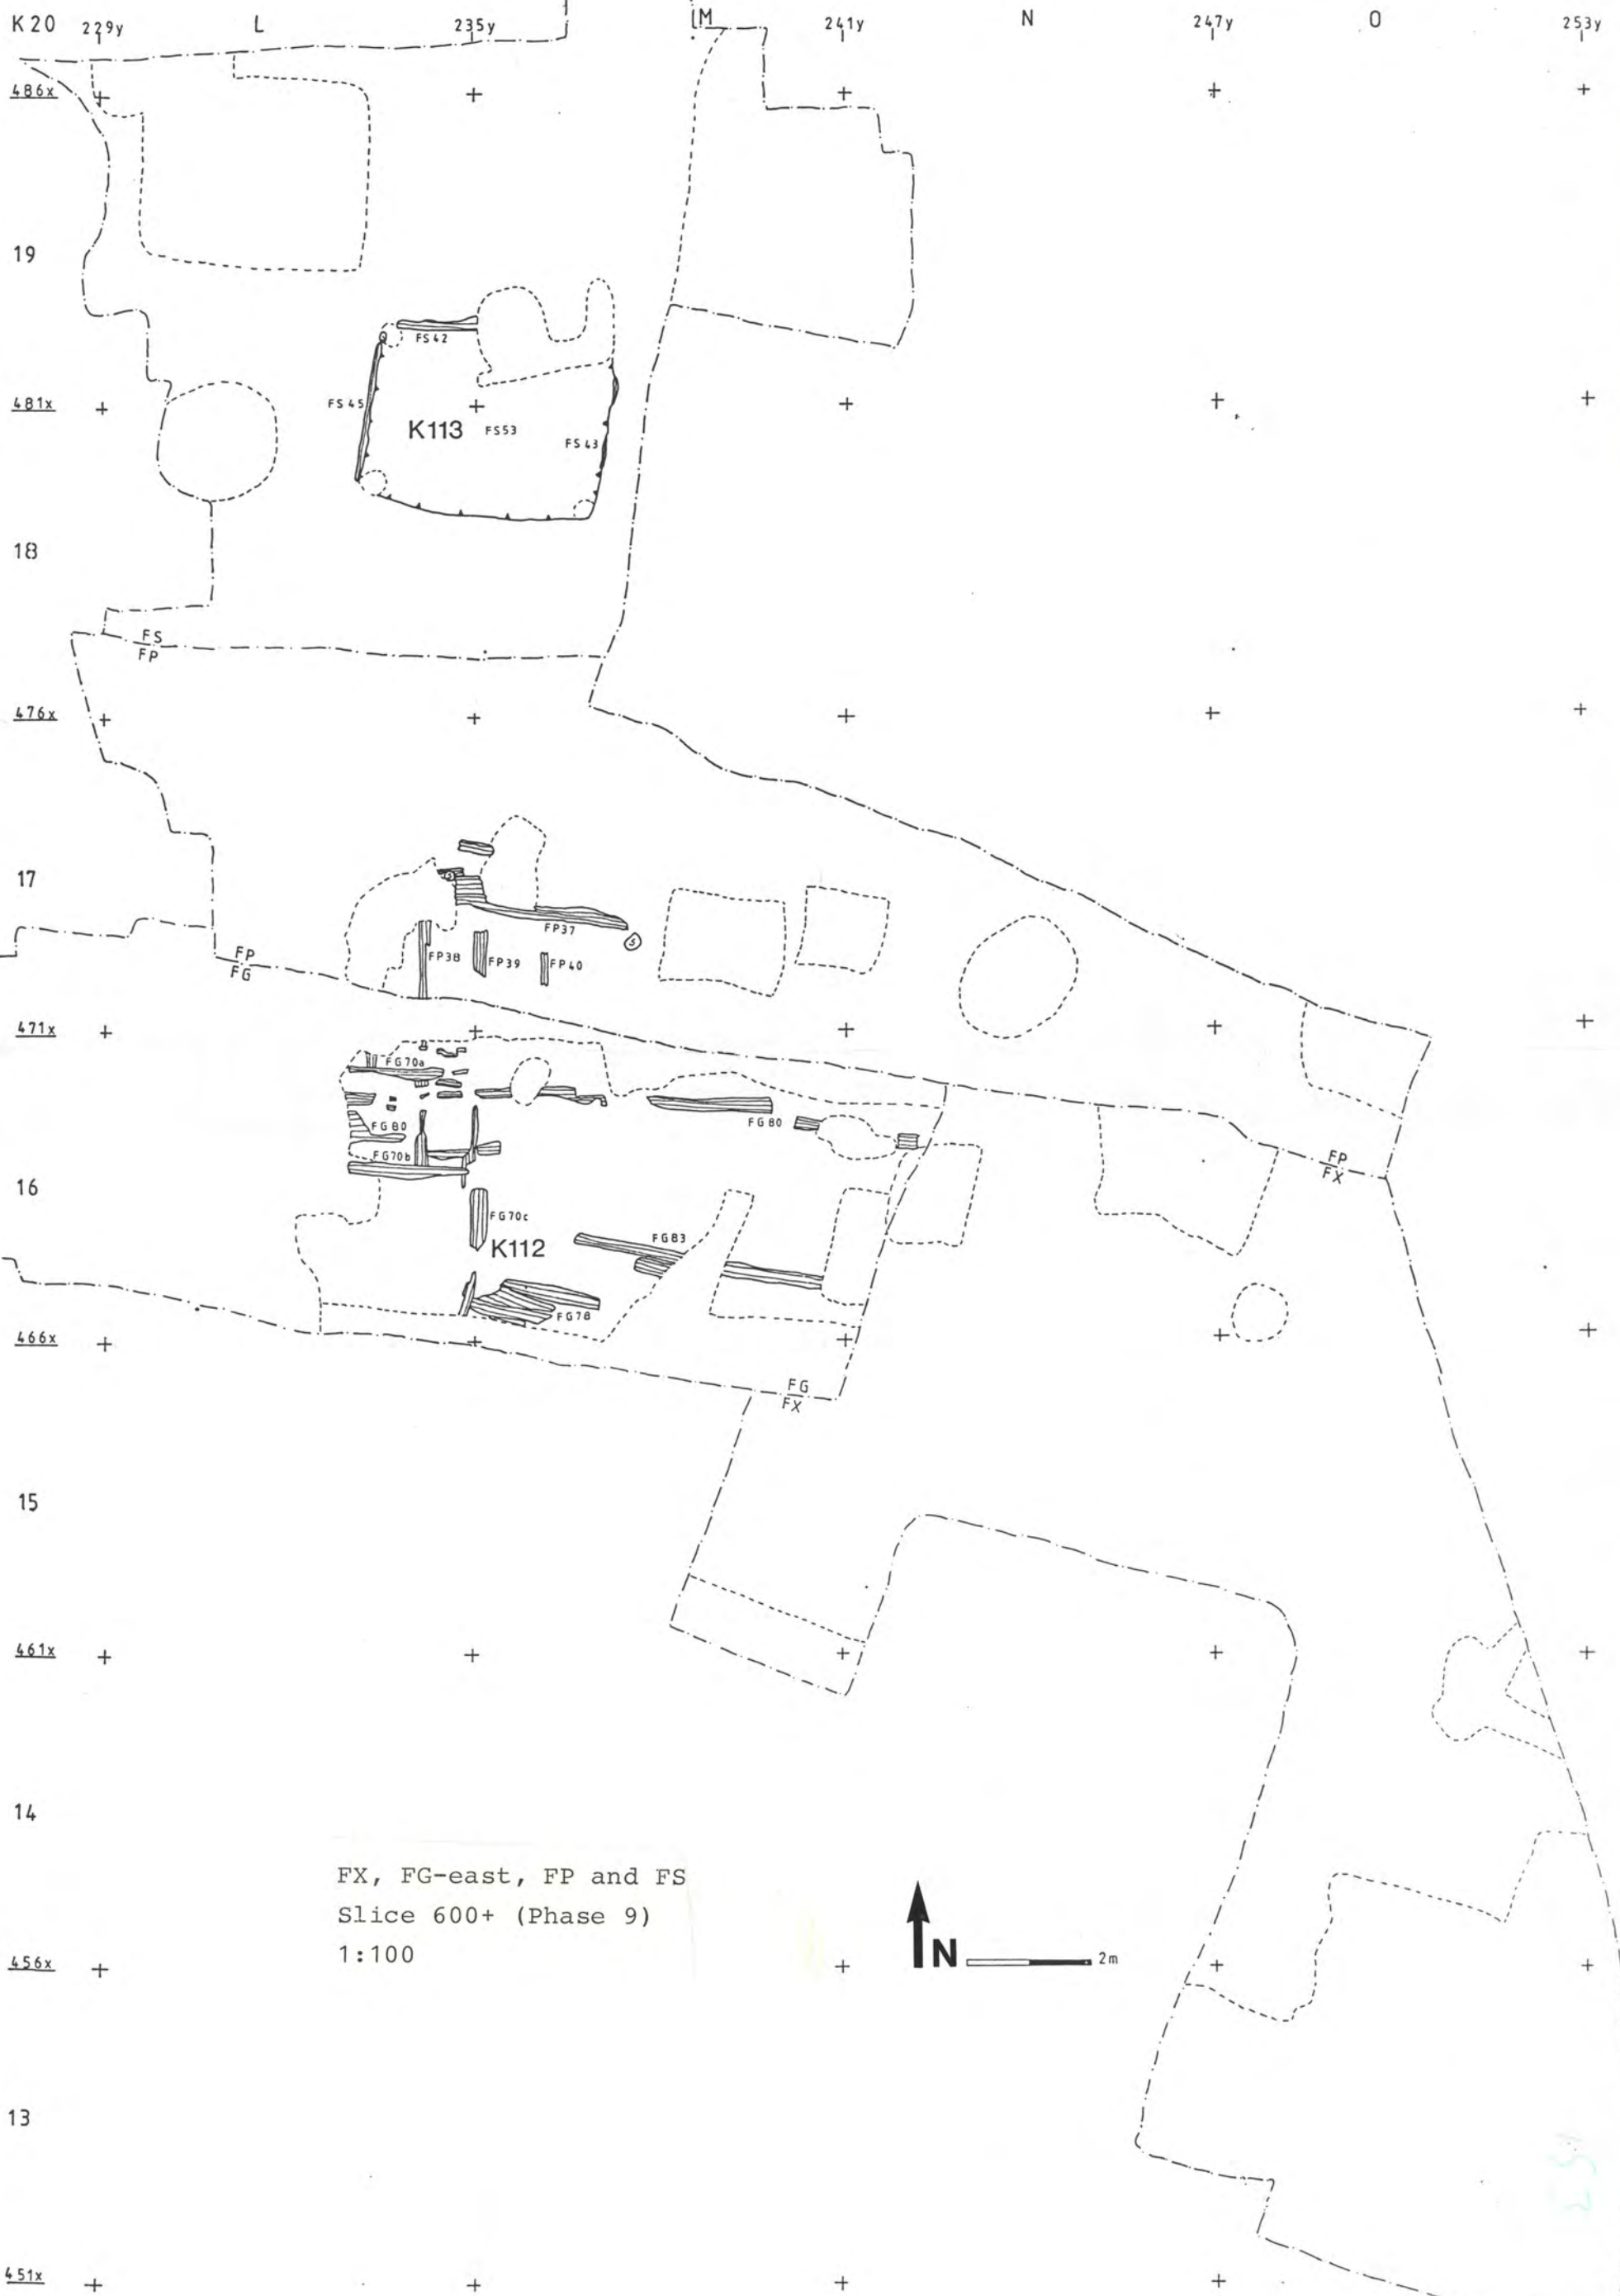 K20 229y L 235y M 241y N 247y O 253y
486x
19
FS42
481x
FS45
K113 FS53
FS43
18
FS
FP
476x
17
FP37
FP38 FP39 FP40
S
FP
FG
471x
FG70a
FG80
FG80
FG70b
FP
FX
16
FG70c
FG83
K112
FG78
466x
FG
FX
15
461x
14
FX, FG-east, FP and FS
Slice 600+ (Phase 9)
1:100
N 2m
456x
13
451x